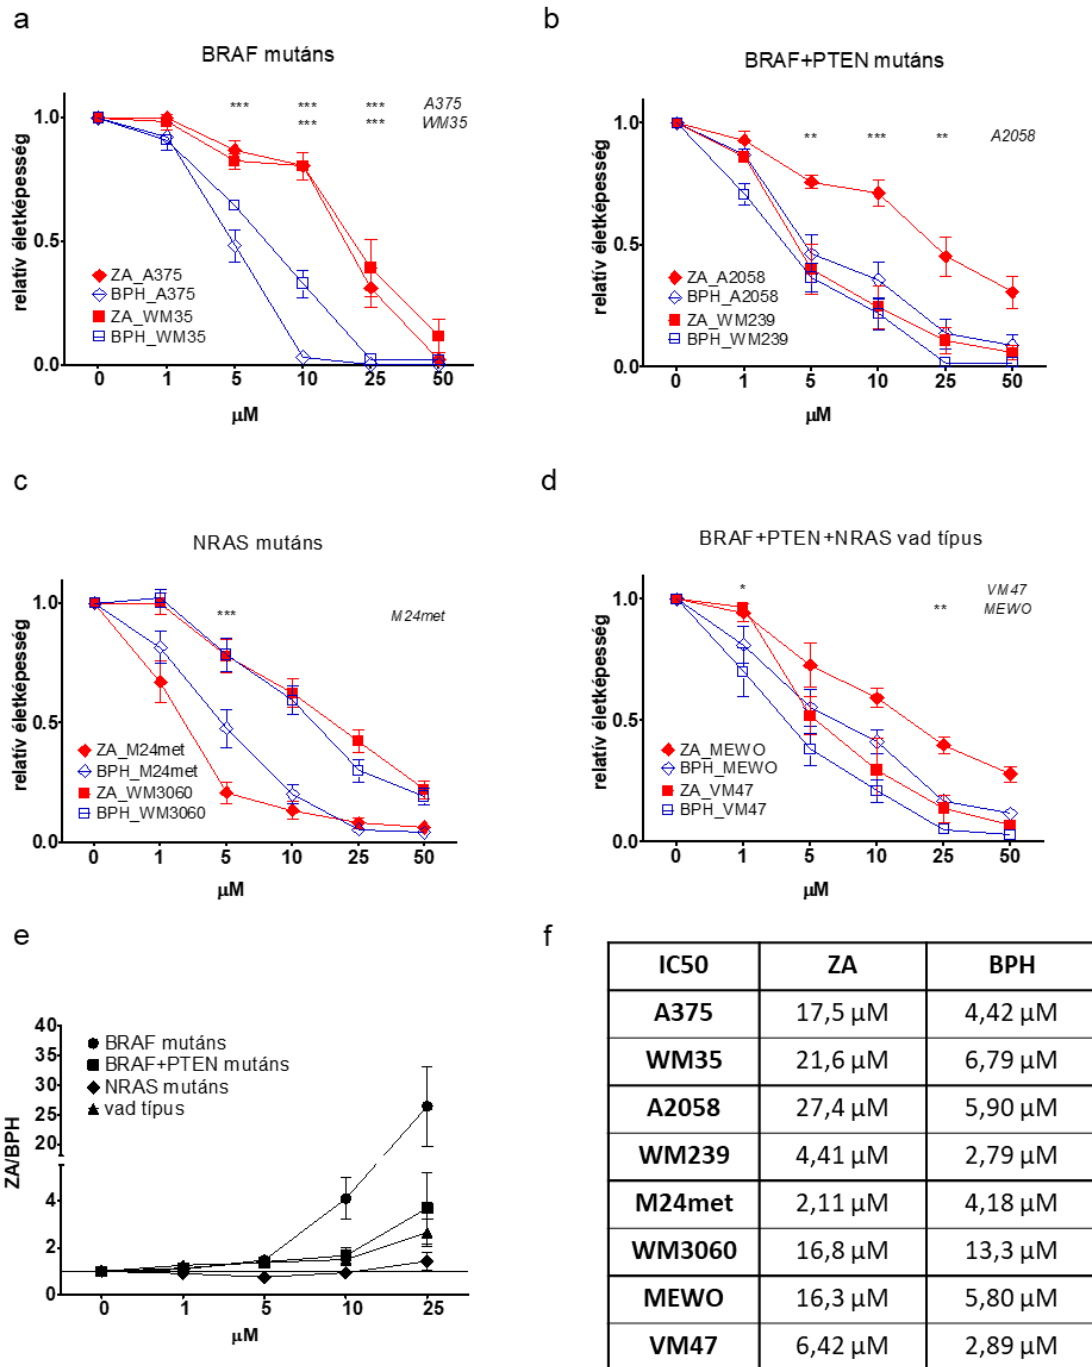 a
BRAF mutáns
*** *** *** A375
*** *** WM35
1.0
0.5
0.0
relatív életképesség
ZA_A375
BPH_A375
ZA_WM35
BPH_WM35
0 1 5 10 25 50
µM
b
BRAF+PTEN mutáns
** *** ** A2058
1.0
0.5
0.0
relatív életképesség
ZA_A2058
BPH_A2058
ZA_WM239
BPH_WM239
0 1 5 10 25 50
µM
c
NRAS mutáns
*** M24met
1.0
0.5
0.0
relatív életképesség
ZA_M24met
BPH_M24met
ZA_WM3060
BPH_WM3060
0 1 5 10 25 50
µM
d
BRAF+PTEN+NRAS vad típus
* VM47
** MEWO
1.0
0.5
0.0
relatív életképesség
ZA_MEWO
BPH_MEWO
ZA_VM47
BPH_VM47
0 1 5 10 25 50
µM
e
40
35
30
25
20
4
2
0
ZA/BPH
BRAF mutáns
BRAF+PTEN mutáns
NRAS mutáns
vad típus
0 1 5 10 25
µM
f
IC50 ZA BPH
A375 17,5 µM 4,42 µM
WM35 21,6 µM 6,79 µM
A2058 27,4 µM 5,90 µM
WM239 4,41 µM 2,79 µM
M24met 2,11 µM 4,18 µM
WM3060 16,8 µM 13,3 µM
MEWO 16,3 µM 5,80 µM
VM47 6,42 µM 2,89 µM